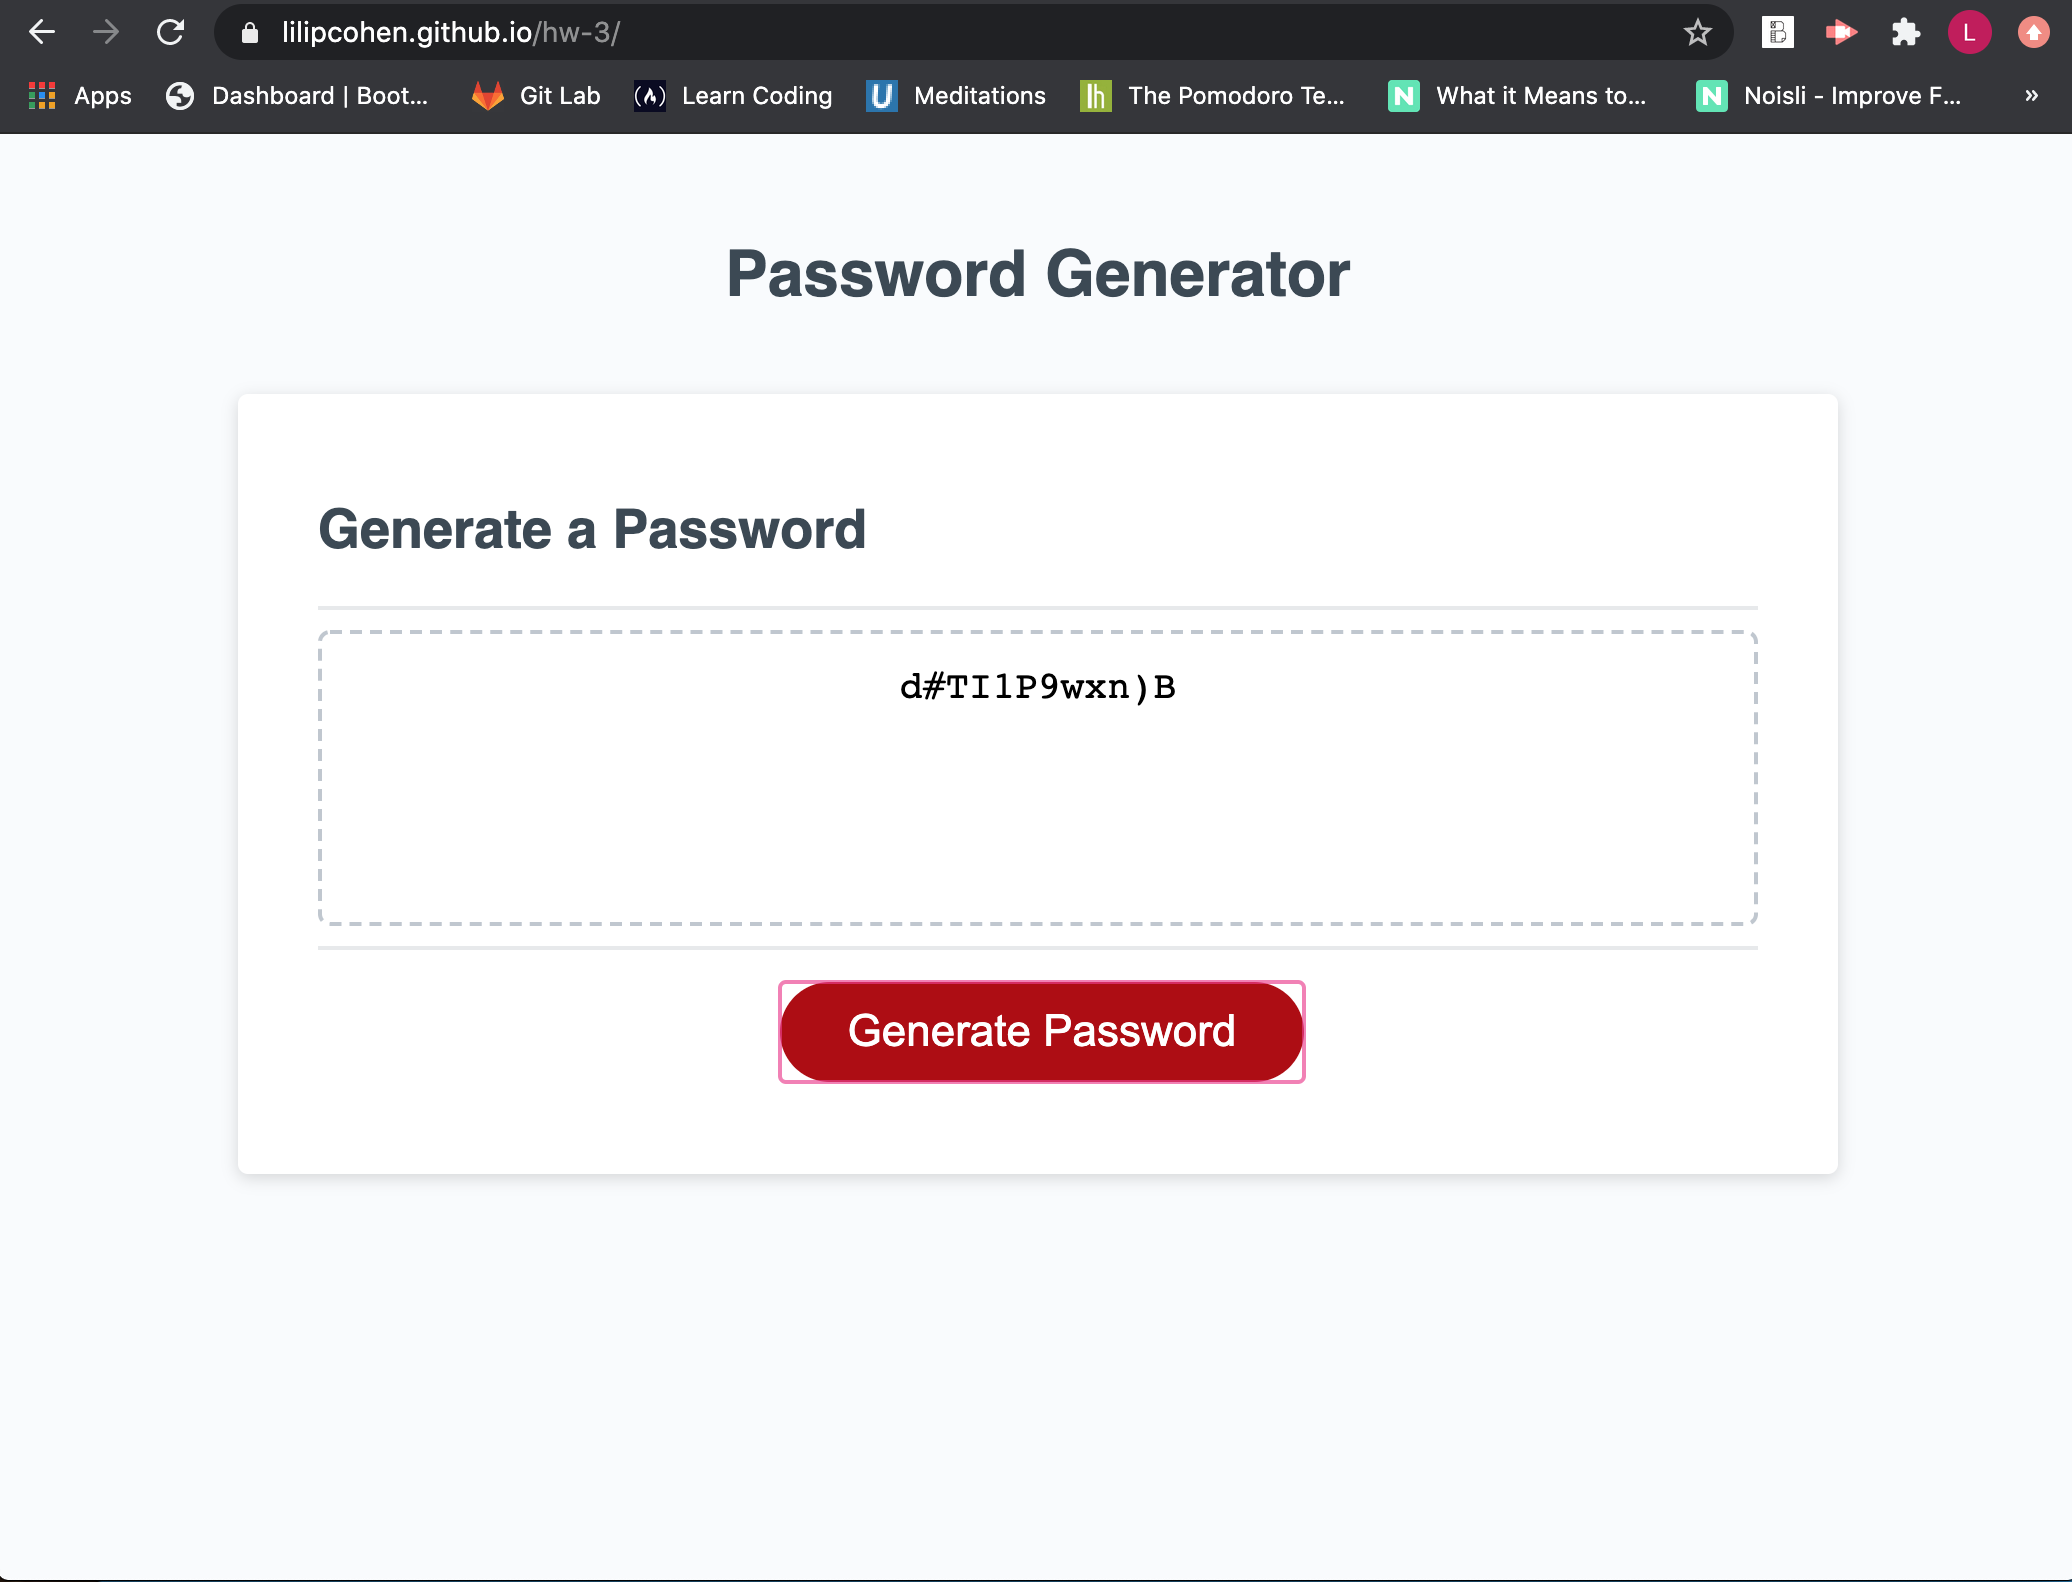 lilipcohen.github.io/hw-3/
L
Apps Dashboard | Boot... Git Lab Learn Coding Meditations The Pomodoro Te... What it Means to... Noisli - Improve F... »
Password Generator
Generate a Password
d#TI1P9wxn)B
Generate Password